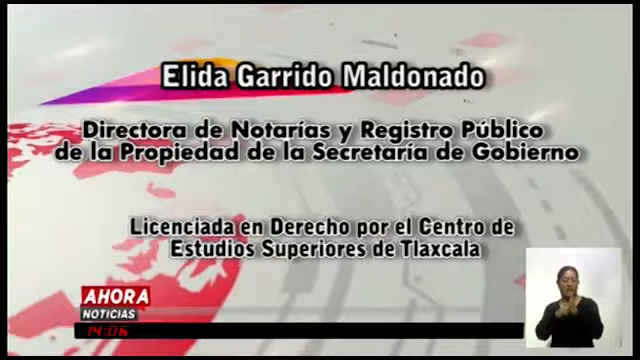 Elida Garrido Maldonado
Directora de Notarías y Registro Público
de la Propiedad de la Secretaría de Gobierno
Licenciada en Derecho por el Centro de
Estudios Superiores de Tlaxcala
AHORA
NOTICIAS
14:06